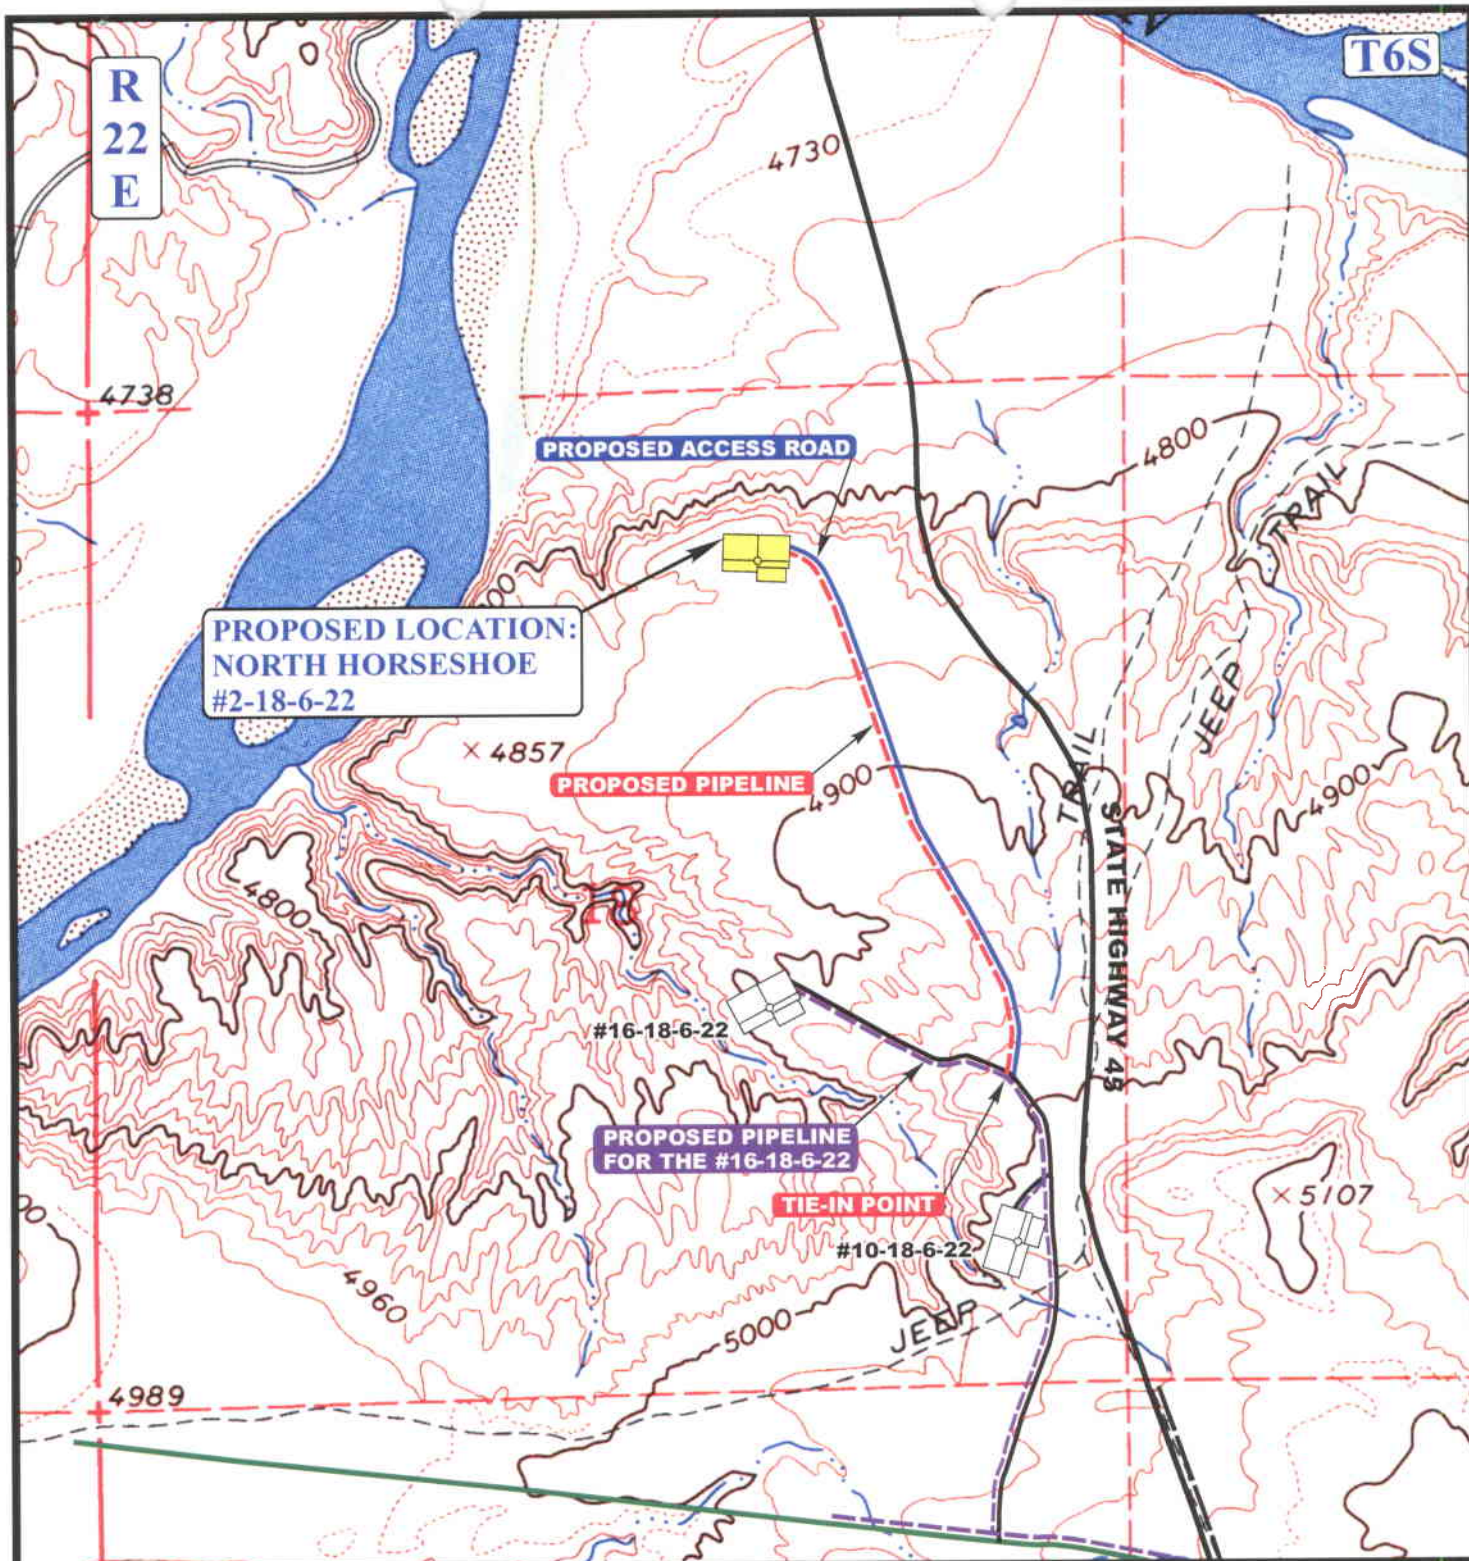 R
22
E
T6S
4730
4738
PROPOSED ACCESS ROAD
4800
TRAIL
JEEP
PROPOSED LOCATION:
NORTH HORSESHOE
#2-18-6-22
4857
PROPOSED PIPELINE
4900
TRAIL
STATE HIGHWAY 45
4900
4800
#16-18-6-22
PROPOSED PIPELINE
FOR THE #16-18-6-22
TIE-IN POINT
5107
#10-18-6-22
4960
5000
JEEP
4989